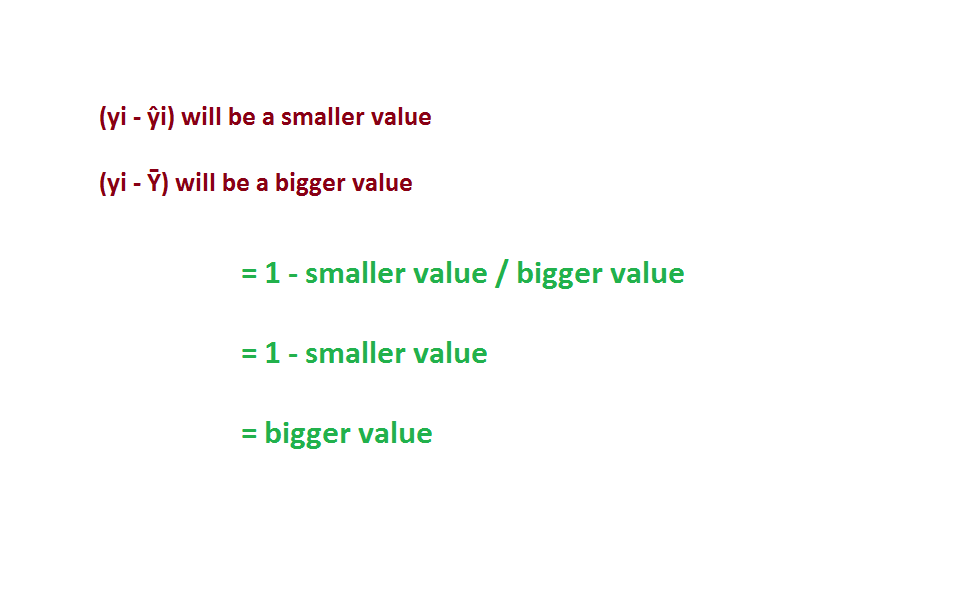 (yi - ŷi) will be a smaller value
(yi - Ȳ) will be a bigger value
= 1 - smaller value / bigger value
= 1 - smaller value
= bigger value